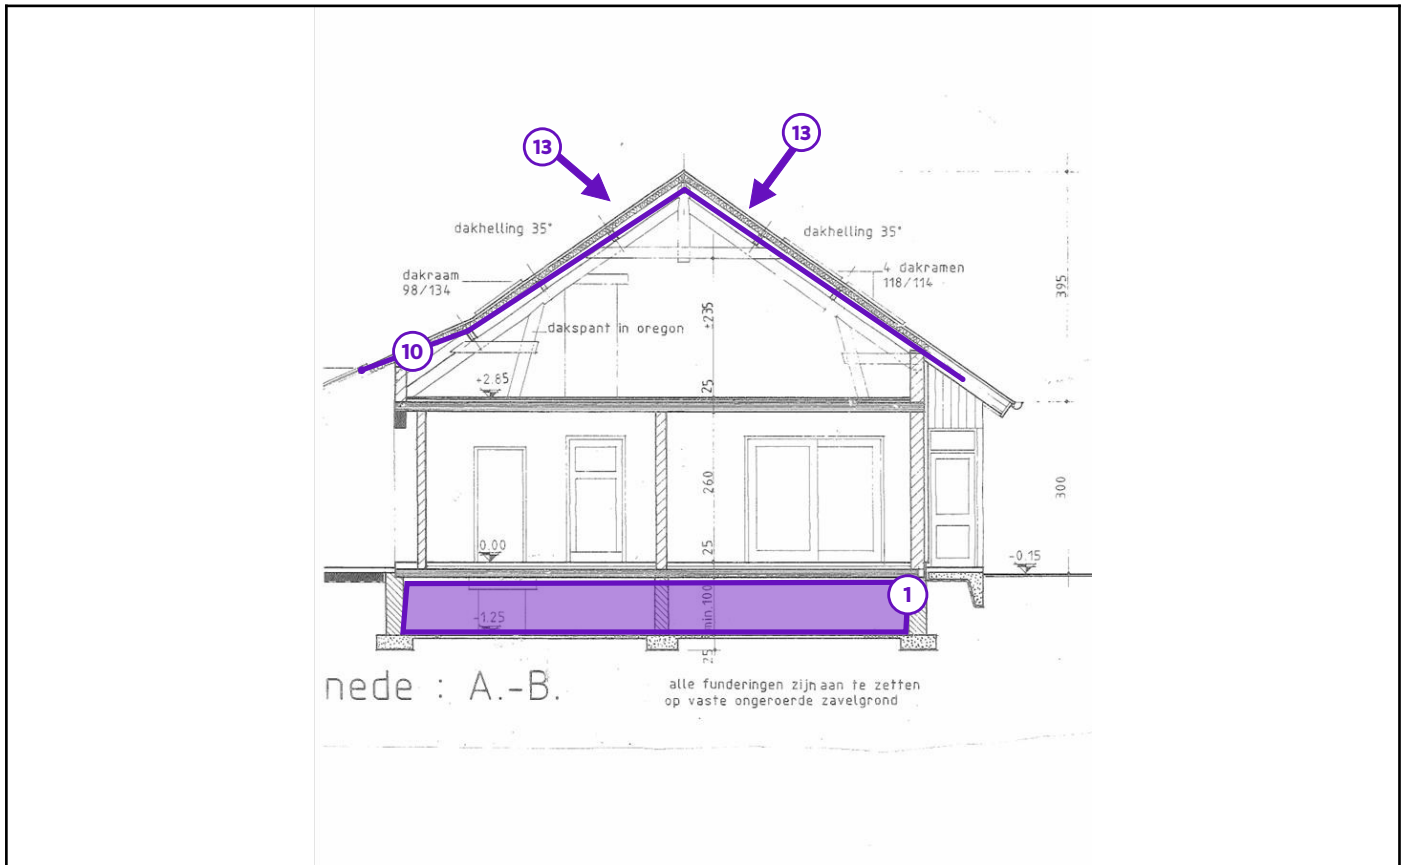 13
13
dakhelling 35°
dakhelling 35°
dakraam
98/134
4 dakramen
118/114
395
±235
dakspant in oregon
10
+2.85
25
260
300
0.00
25
-0.15
1
min.100
-1.25
25
nede : A.-B.
alle funderingen zijn aan te zetten
op vaste ongeroerde zavelgrond